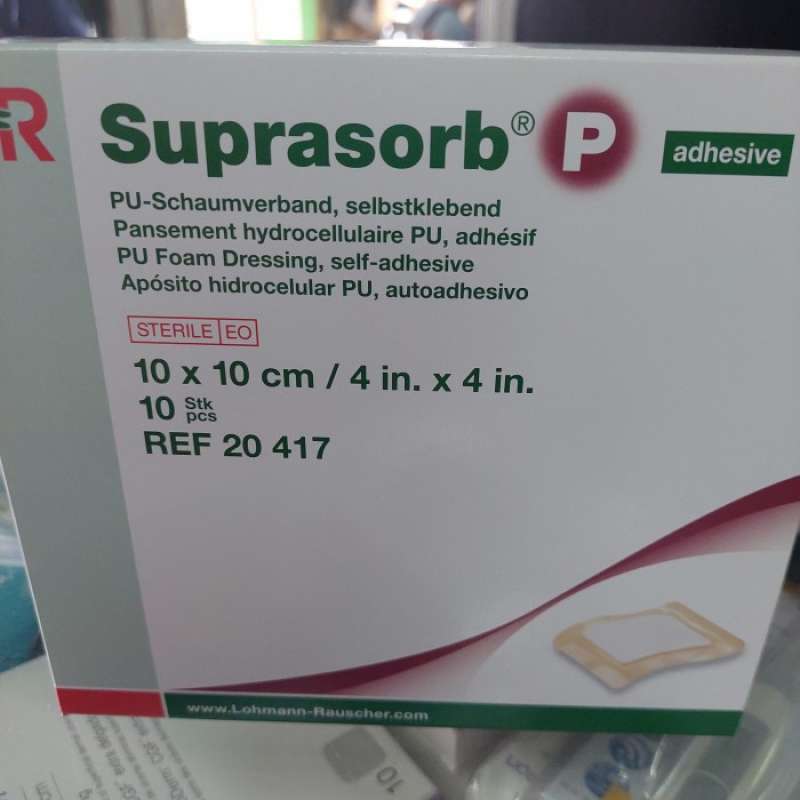 R
Suprasorb® P adhesive
PU-Schaumverband, selbstklebend
Pansement hydrocellulaire PU, adhésif
PU Foam Dressing, self-adhesive
Apósito hidrocelular PU, autoadhesivo
STERILE EO
10 x 10 cm / 4 in. x 4 in.
10 Stk
pcs
REF 20 417
www.Lohmann-Rauscher.com
10